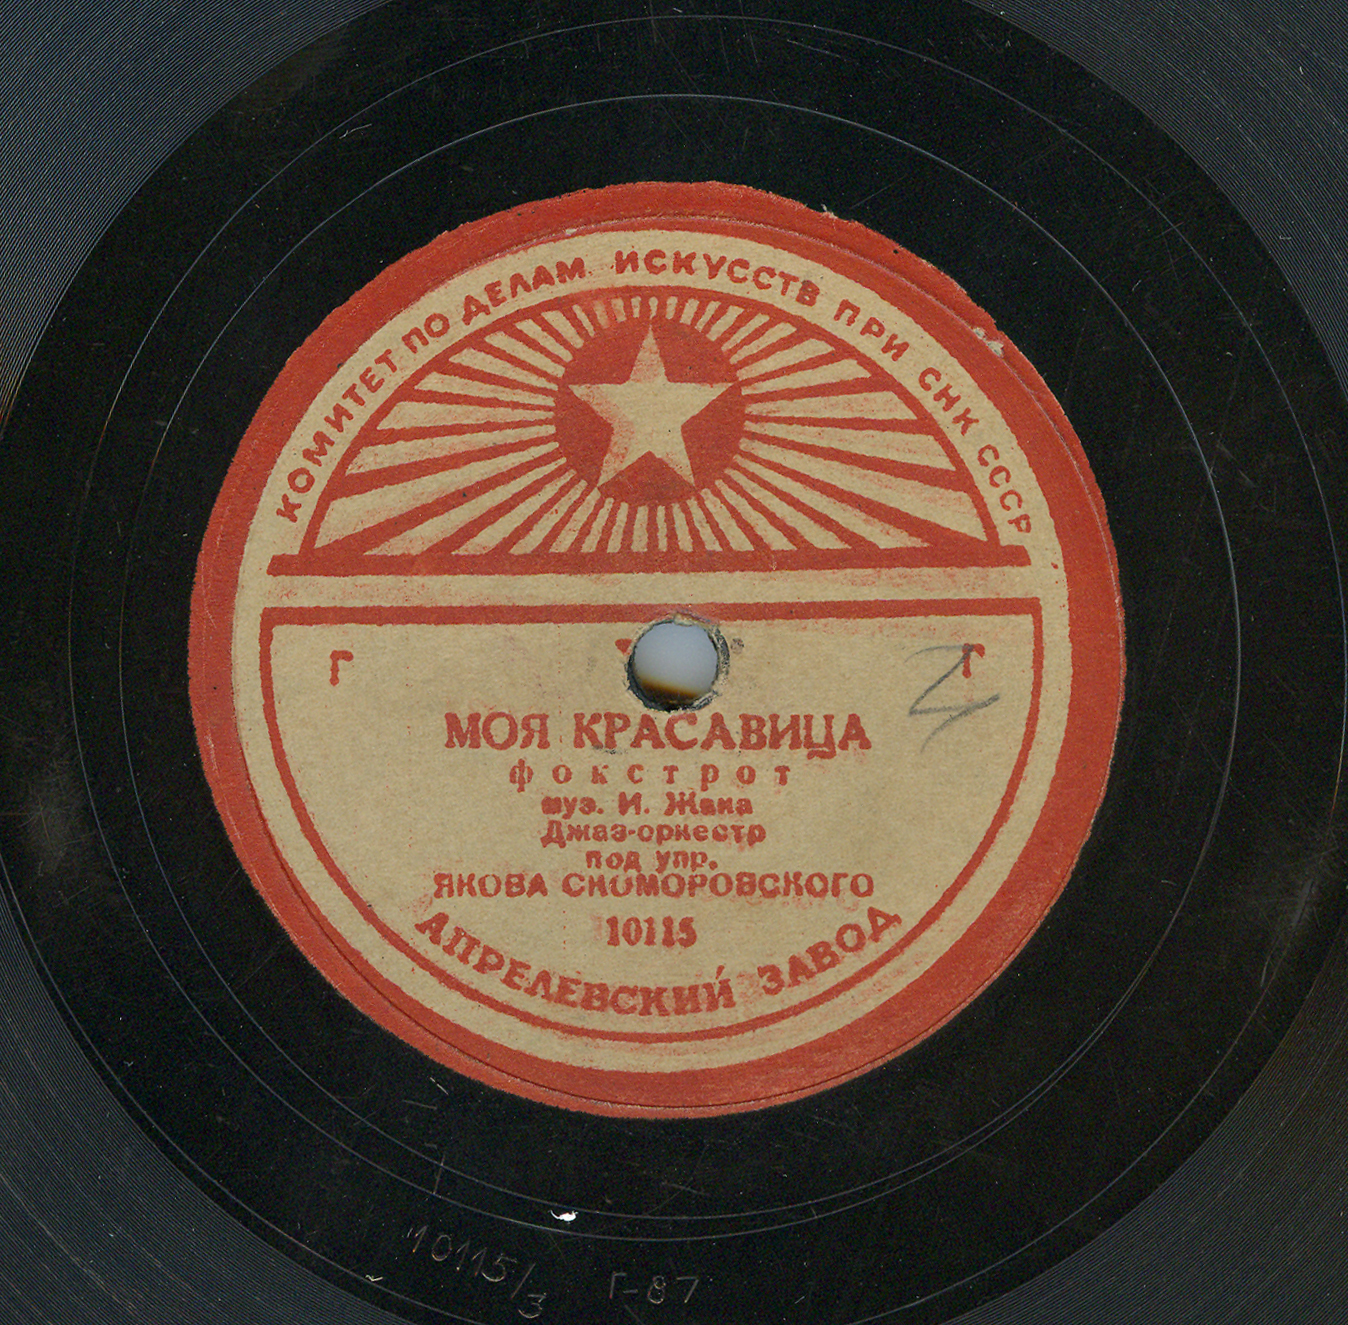 КОМИТЕТ ПО ДЕЛАМ ИСКУССТВ ПРИ СНК СССР
Г Г
МОЯ КРАСАВИЦА
фокстрот
муз. И. Жака
Джаз-оркестр
под упр.
ЯКОВА СКОМОРОВСКОГО
10115
АПРЕЛЕВСКИЙ ЗАВОД
10115/3 Г-87